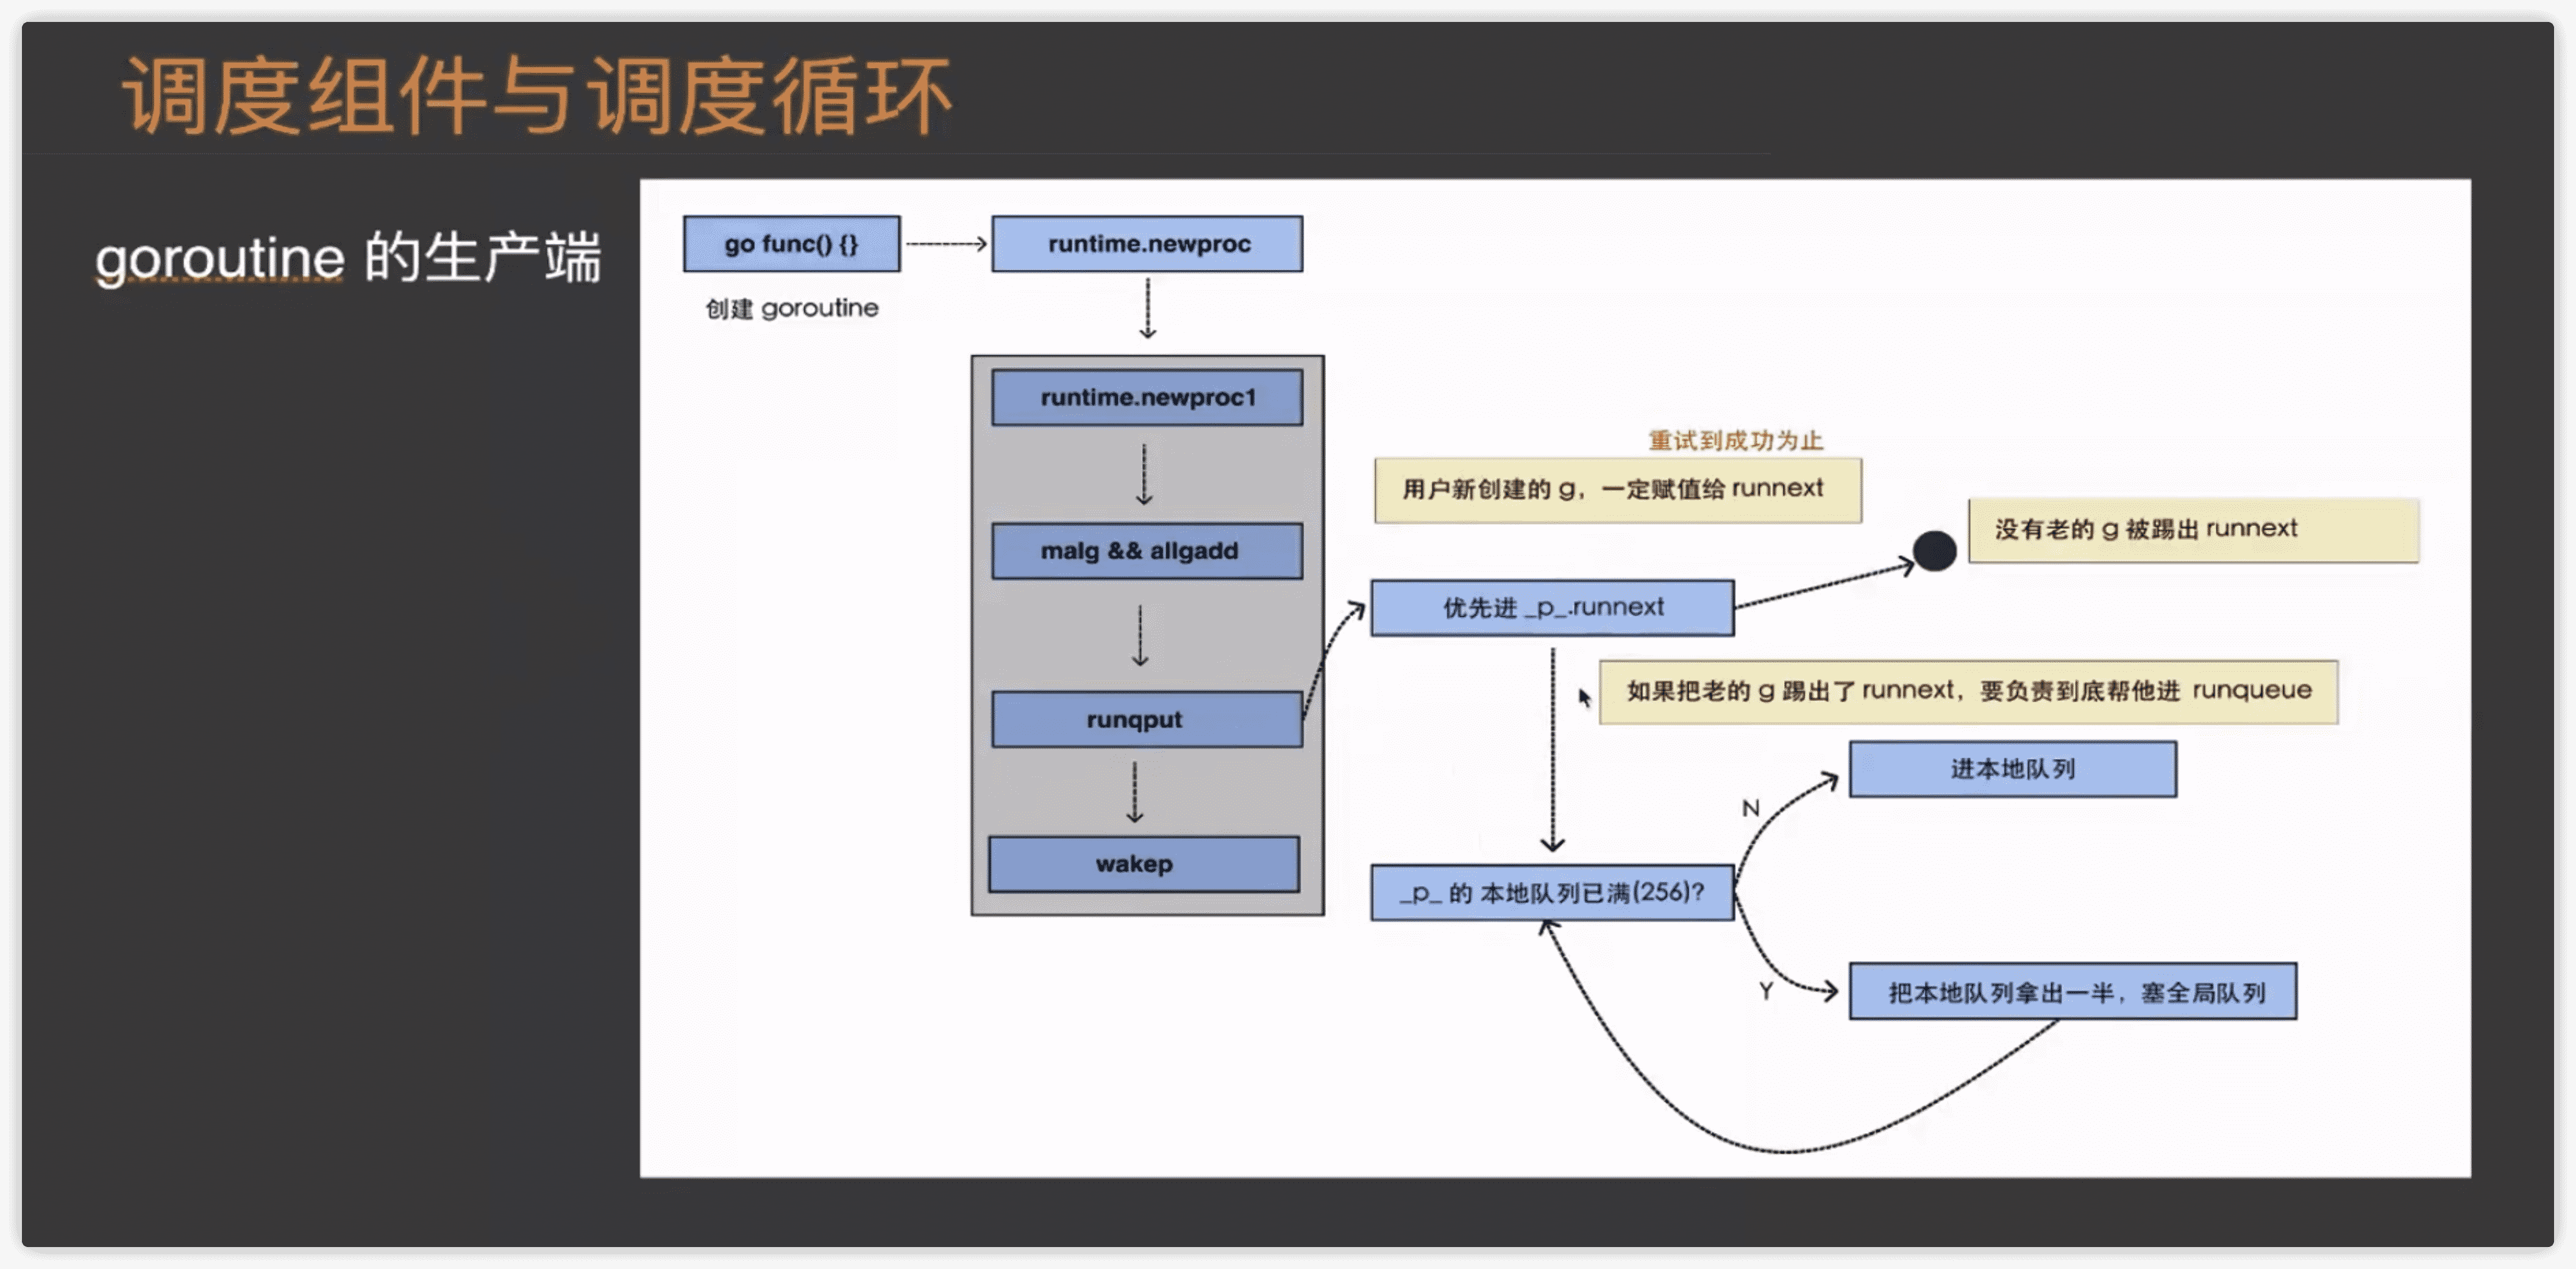 调度组件与调度循环
goroutine 的生产端
go func() {}
runtime.newproc
创建 goroutine
runtime.newproc1
malg && allgadd
runqput
wakep
重试到成功为止
用户新创建的 g，一定赋值给 runnext
没有老的 g 被踢出 runnext
优先进 _p_.runnext
如果把老的 g 踢出了 runnext，要负责到底帮他进 runqueue
进本地队列
N
_p_ 的 本地队列已满(256)?
Y
把本地队列拿出一半，塞全局队列